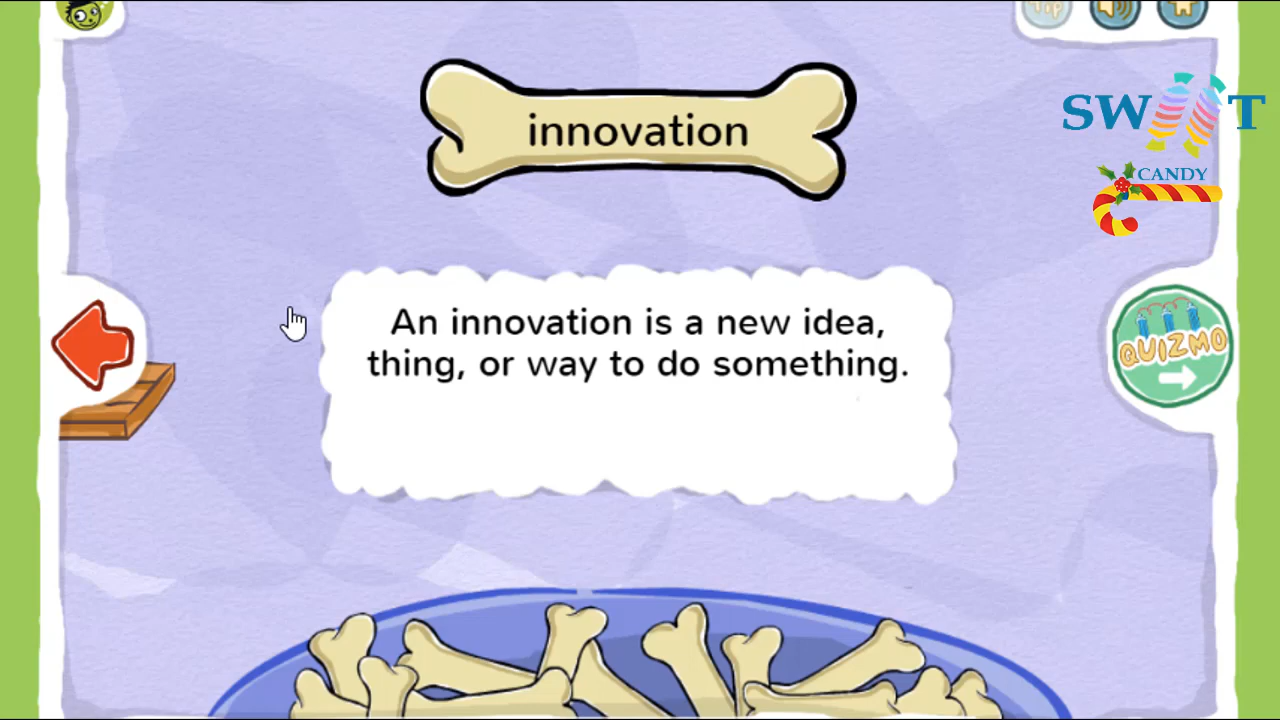 innovation
SW T
CANDY
An innovation is a new idea,
thing, or way to do something.
QUIZMO